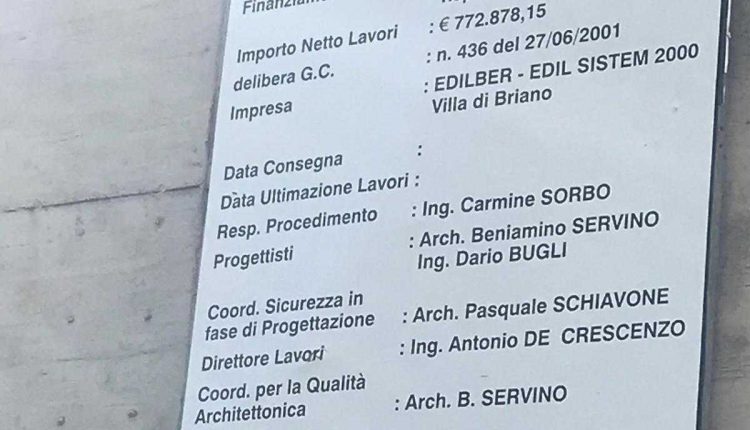 Importo Netto Lavori : € 772.878,15
delibera G.C. : n. 436 del 27/06/2001
Impresa : EDILBER - EDIL SISTEM 2000
Villa di Briano
Data Consegna :
Data Ultimazione Lavori :
Resp. Procedimento : Ing. Carmine SORBO
Progettisti : Arch. Beniamino SERVINO
Ing. Dario BUGLI
Coord. Sicurezza in
fase di Progettazione : Arch. Pasquale SCHIAVONE
Direttore Lavori : Ing. Antonio DE CRESCENZO
Coord. per la Qualità
Architettonica : Arch. B. SERVINO